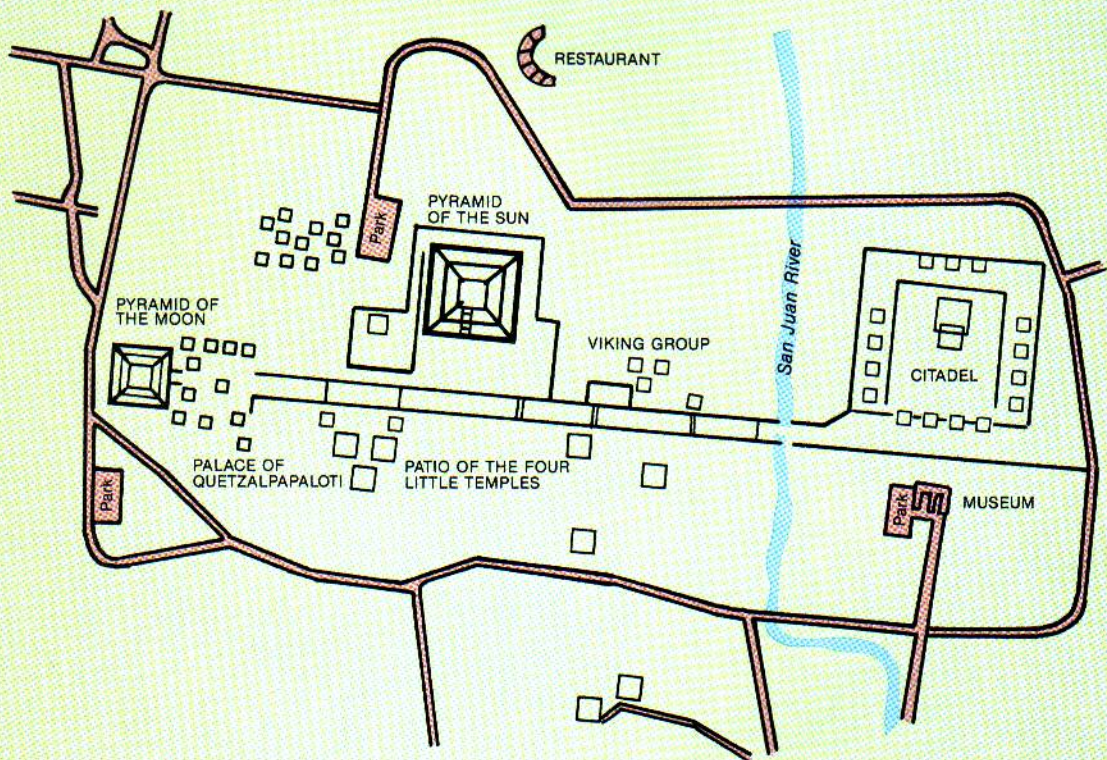 RESTAURANT
PYRAMID
OF THE SUN
Park
San Juan River
PYRAMID OF
THE MOON
VIKING GROUP
CITADEL
PALACE OF
QUETZALPAPALOTI
PATIO OF THE FOUR
LITTLE TEMPLES
Park
Park
MUSEUM